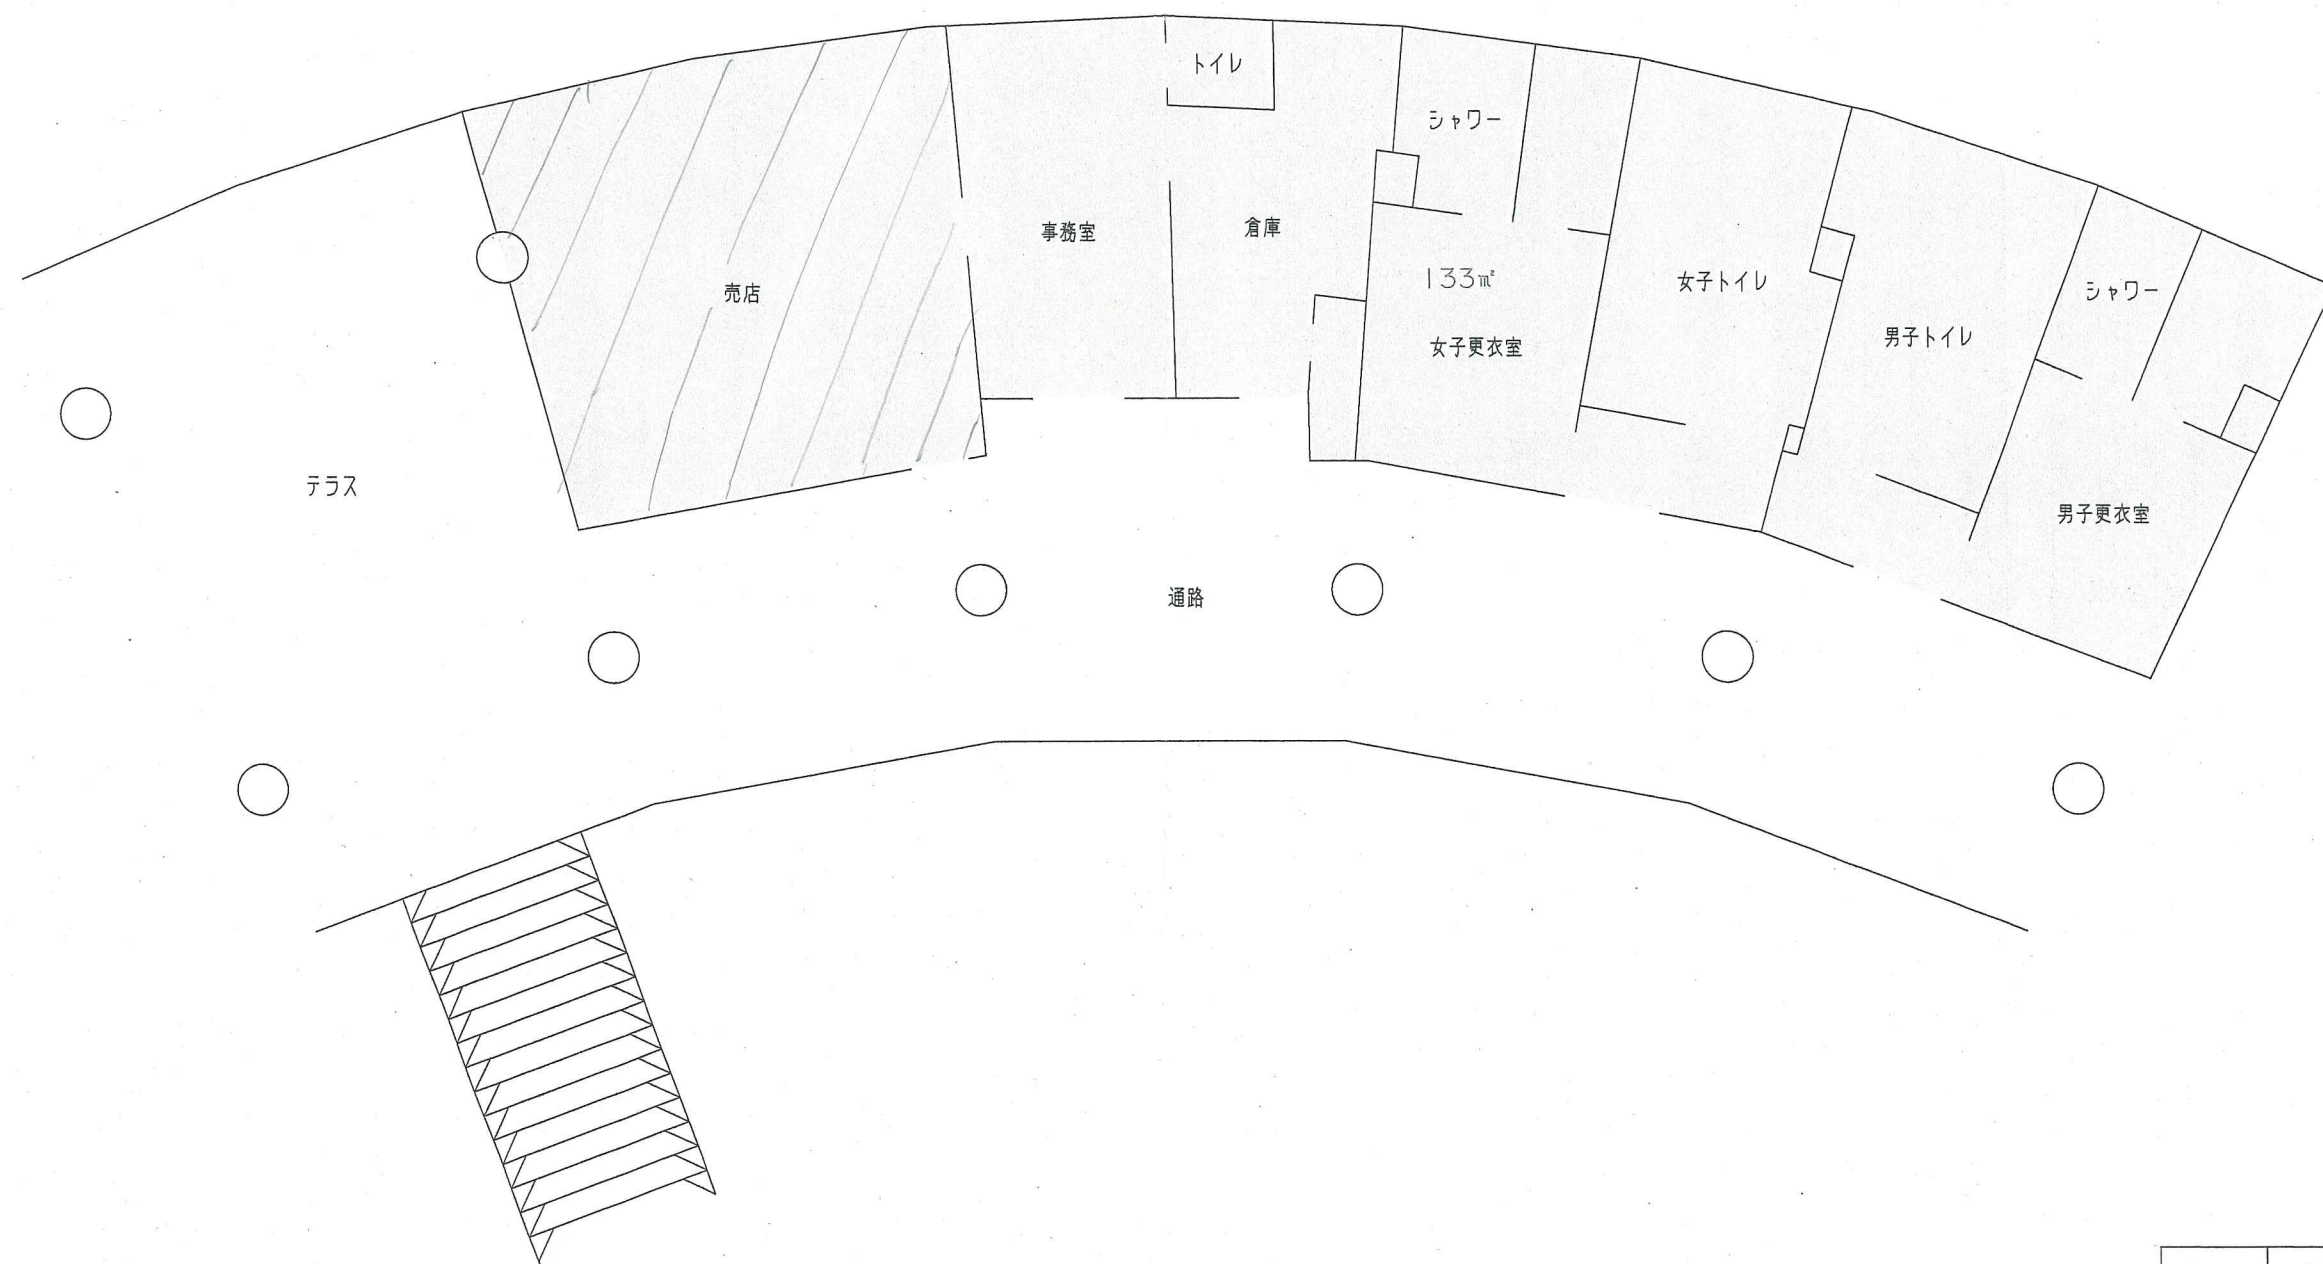 トイレ
シャワー
事務室
倉庫
133㎡
女子トイレ
シャワー
売店
女子更衣室
男子トイレ
テラス
男子更衣室
通路